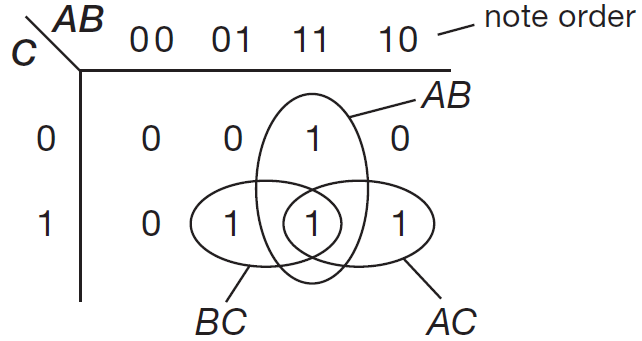 AB 00 01 11 10 note order
C
AB
0 0 0 1 0
1 0 1 1 1
BC AC